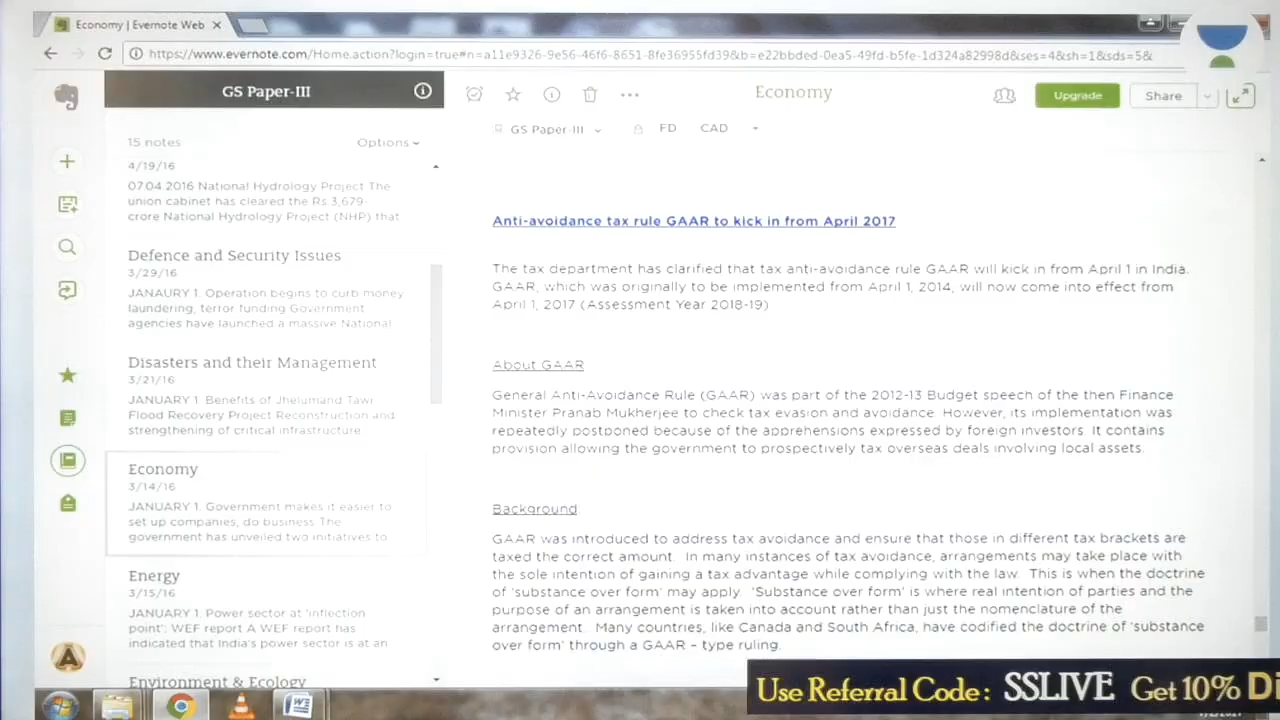 Economy | Evernote Web
https://www.evernote.com/Home.action?login=true#n=a11e9326-9e56-46f6-8651-8fe36955fd39&b=e22bbded-0ea5-49fd-b5fe-1d324a82998d&ses=4&sh=1&sds=5&
GS Paper-III
Economy
Upgrade
Share
15 notes
Options
GS Paper-III
FD
CAD
4/19/16
07.04.2016 National Hydrology Project The
union cabinet has cleared the Rs 3,679-
crore National Hydrology Project (NHP) that
Defence and Security Issues
3/29/16
JANAURY 1. Operation begins to curb money
laundering, terror funding Government
agencies have launched a massive National
Disasters and their Management
3/21/16
JANUARY 1. Benefits of Jhelumand Tawi
Flood Recovery Project Reconstruction and
strengthening of critical infrastructure
Economy
3/14/16
JANUARY 1. Government makes it easier to
set up companies, do business The
government has unveiled two initiatives to
Energy
3/15/16
JANUARY 1. Power sector at 'inflection
point': WEF report A WEF report has
indicated that India's power sector is at an
Environment & Ecology
Anti-avoidance tax rule GAAR to kick in from April 2017
The tax department has clarified that tax anti-avoidance rule GAAR will kick in from April 1 in India.
GAAR, which was originally to be implemented from April 1, 2014, will now come into effect from
April 1, 2017 (Assessment Year 2018-19)
About GAAR
General Anti-Avoidance Rule (GAAR) was part of the 2012-13 Budget speech of the then Finance
Minister Pranab Mukherjee to check tax evasion and avoidance. However, its implementation was
repeatedly postponed because of the apprehensions expressed by foreign investors. It contains
provision allowing the government to prospectively tax overseas deals involving local assets.
Background
GAAR was introduced to address tax avoidance and ensure that those in different tax brackets are
taxed the correct amount. In many instances of tax avoidance, arrangements may take place with
the sole intention of gaining a tax advantage while complying with the law. This is when the doctrine
of 'substance over form' may apply. 'Substance over form' is where real intention of parties and the
purpose of an arrangement is taken into account rather than just the nomenclature of the
arrangement. Many countries, like Canada and South Africa, have codified the doctrine of 'substance
over form' through a GAAR – type ruling.
Use Referral Code : SSLIVE Get 10% Di